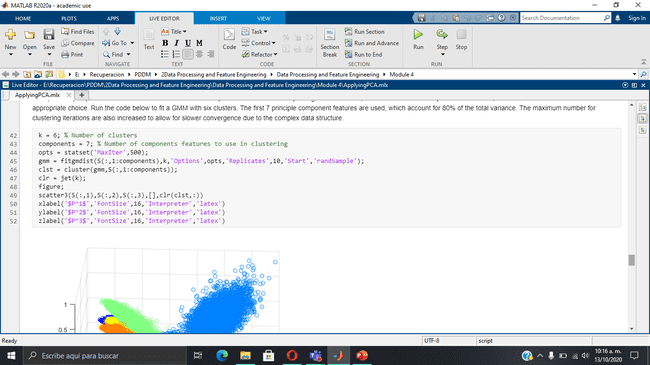 MATLAB R2020a - academic use
HOME PLOTS APPS LIVE EDITOR INSERT VIEW
Search Documentation
Sign In
New Open Save
Find Files
Compare
Print
Go To
Find
Text
Title
B I U M
Code
Task
Control
Refactor
Section Break
Run Section
Run and Advance
Run to End
Run Step Stop
FILE NAVIGATE TEXT CODE SECTION RUN
E: Recuperacion PDDM 2Data Processing and Feature Engineering Data Processing and Feature Engineering Module 4
Live Editor - E:\Recuperacion\PDDM\2Data Processing and Feature Engineering\Data Processing and Feature Engineering\Module 4\ApplyingPCA.mlx
ApplyingPCA.mlx
appropriate choice. Run the code below to fit a GMM with six clusters. The first 7 principle component features are used, which account for 80% of the total variance. The maximum number for
clustering iterations are also increased to allow for slower convergence due to the complex data structure.
42 k = 6; % Number of clusters
43 components = 7; % Number of components features to use in clustering
44 opts = statset('MaxIter',500);
45 gmm = fitgmdist(S(:,1:components),k,'Options',opts,'Replicates',10,'Start','randSample');
46 clst = cluster(gmm,S(:,1:components));
47 clr = jet(k);
48 figure;
49 scatter3(S(:,1),S(:,2),S(:,3),[],clr(clst,:))
50 xlabel('$P^1$','FontSize',16,'Interpreter','latex')
51 ylabel('$P^2$','FontSize',16,'Interpreter','latex')
52 zlabel('$P^3$','FontSize',16,'Interpreter','latex')
1
0.5
Ready UTF-8 script
Escribe aquí para buscar
10:16 a. m.
13/10/2020